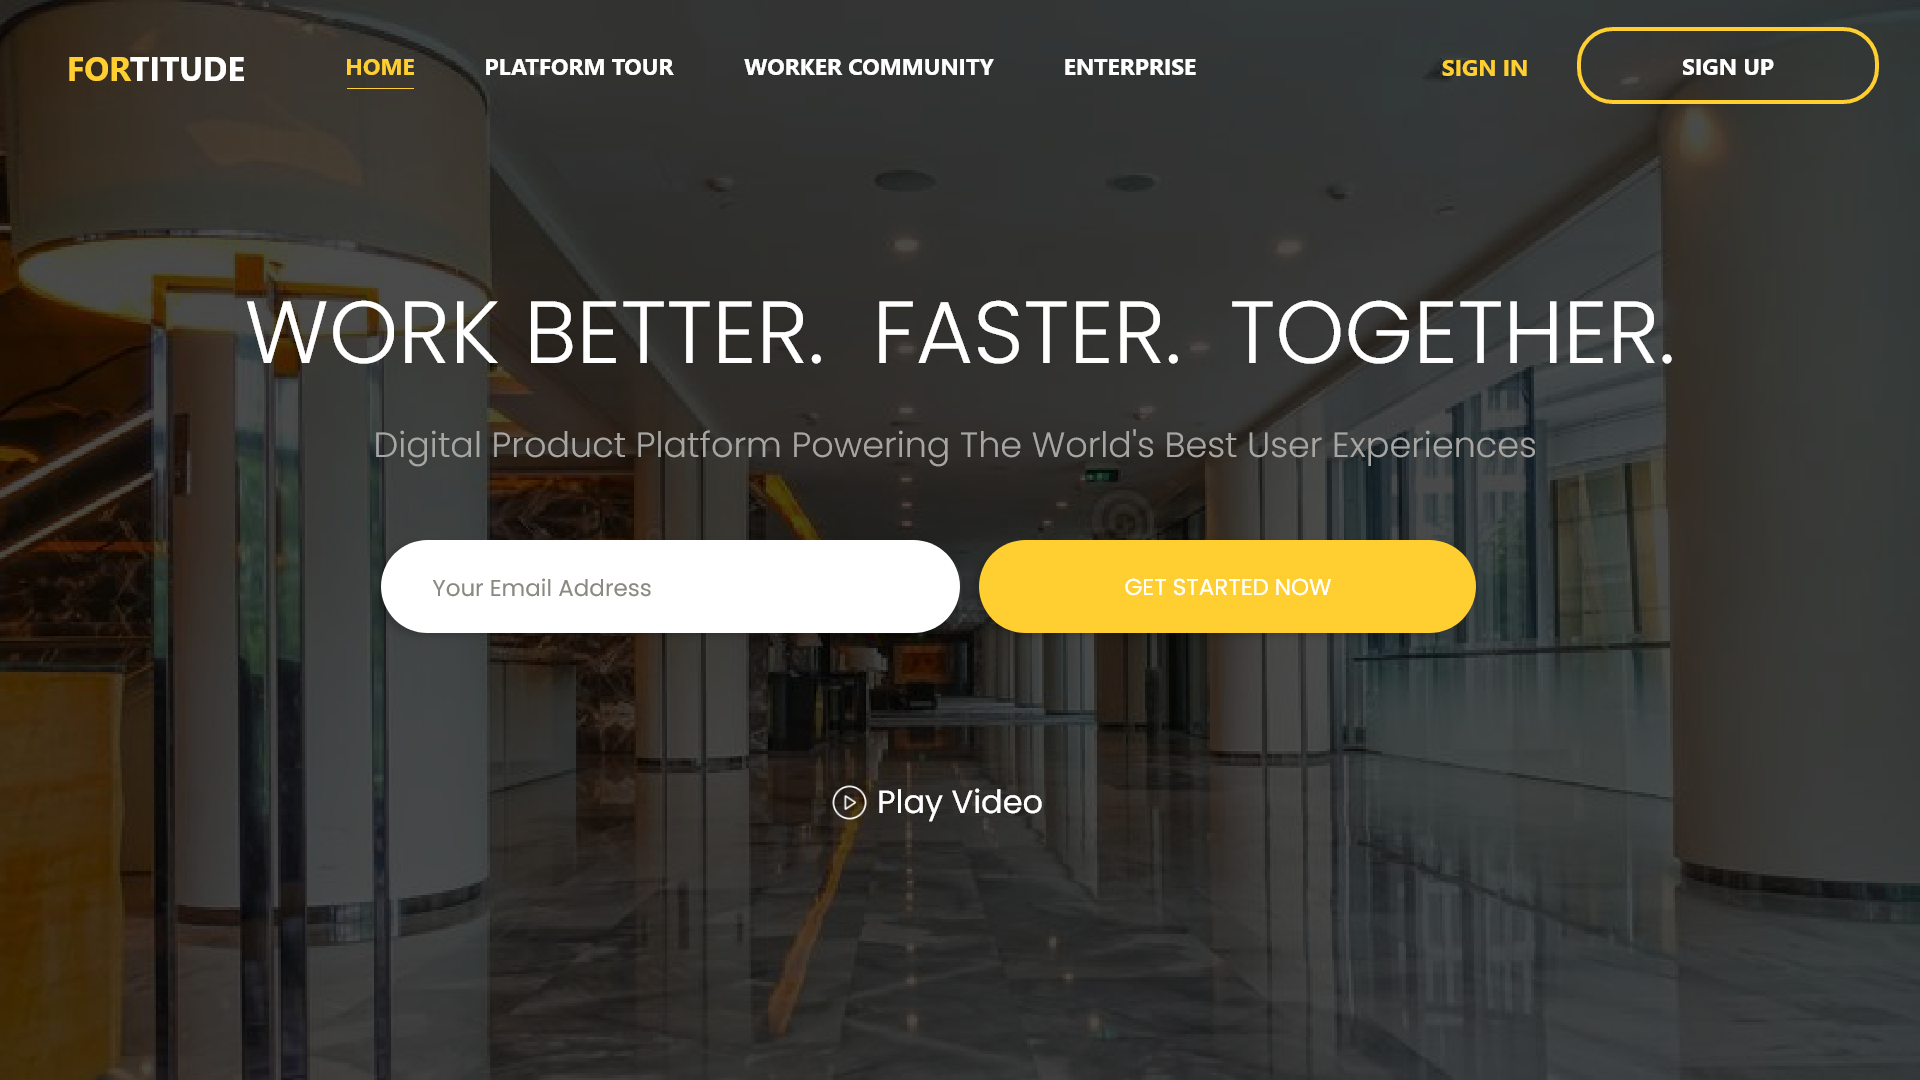 FORTITUDE
HOME PLATFORM TOUR WORKER COMMUNITY ENTERPRISE SIGN IN SIGN UP
WORK BETTER. FASTER. TOGETHER.
Digital Product Platform Powering The World's Best User Experiences
Your Email Address
GET STARTED NOW
Play Video